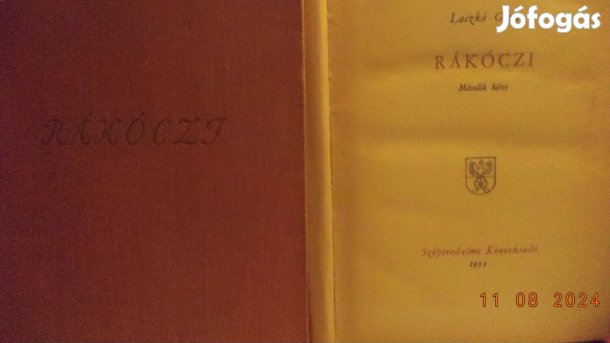 Jófogás
RÁKÓCZI
Laczkó G
RÁKÓCZI
Második kötet
Szépirodalmi Könyvkiadó
11 08 2024